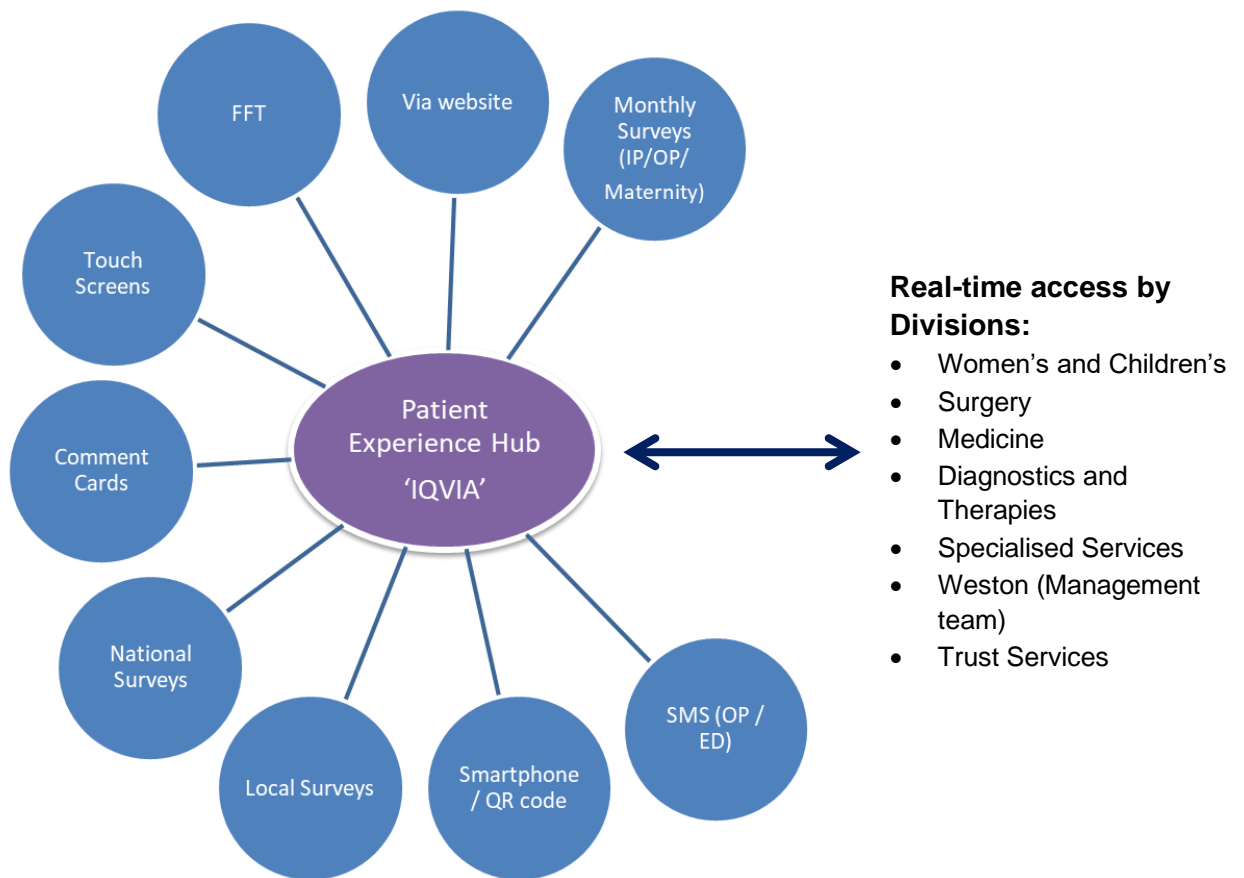 FFT
Via website
Monthly
Surveys
(IP/OP/
Maternity)
Touch
Screens
Comment
Cards
National
Surveys
Local Surveys
Smartphone
/ QR code
SMS (OP /
ED)
Patient
Experience Hub
‘IQVIA’
Real-time access by
Divisions:
• Women’s and Children’s
• Surgery
• Medicine
• Diagnostics and
Therapies
• Specialised Services
• Weston (Management
team)
• Trust Services